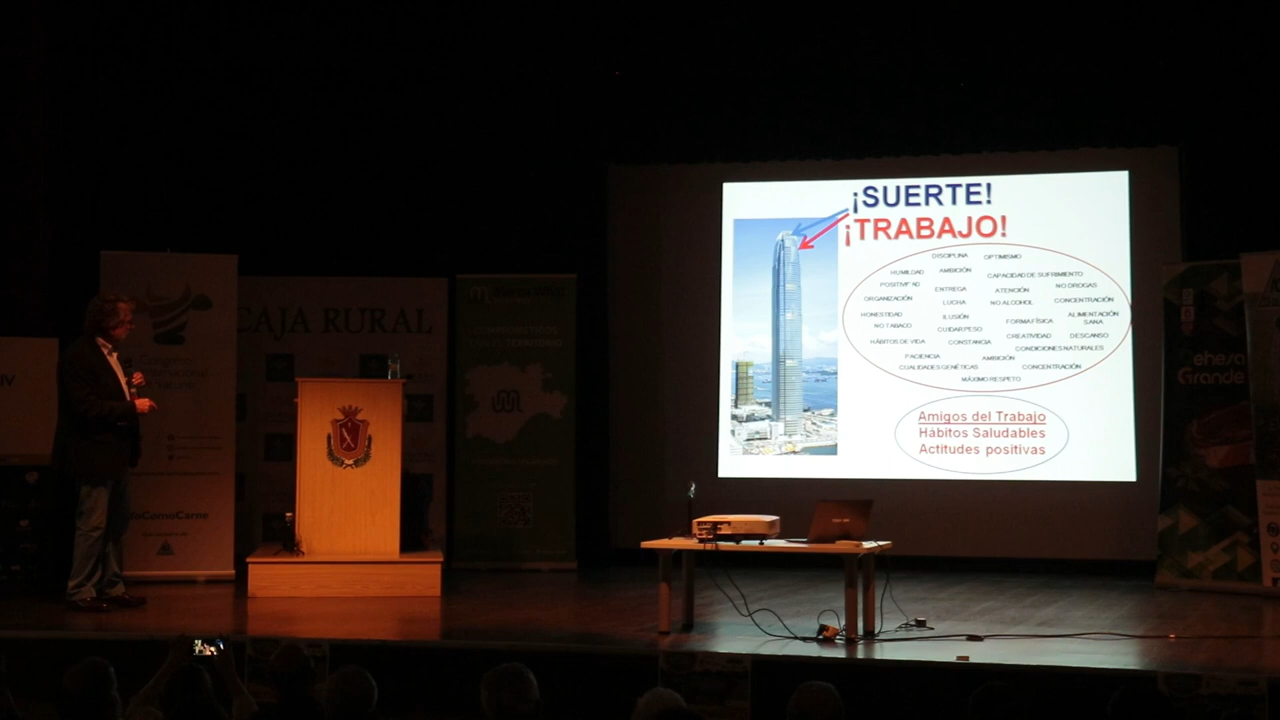 ¡SUERTE!
¡TRABAJO!
DISCIPLINA OPTIMISMO
HUMILDAD AMBICIÓN CAPACIDAD DE SUFRIMIENTO
ENTREGA ATENCIÓN NO DROGAS
ORGANIZACIÓN LUCHA NO ALCOHOL CONCENTRACIÓN
HONESTIDAD ILUSIÓN FORMA FÍSICA ALIMENTACIÓN
SANA
NO TABACO CUIDAR PESO
HÁBITOS DE VIDA CONSTANCIA CREATIVIDAD DESCANSO
CONDICIONES NATURALES
PACIENCIA AMBICIÓN
CUALIDADES GENÉTICAS CONCENTRACIÓN
MÁXIMO RESPETO
Amigos del Trabajo
Hábitos Saludables
Actitudes positivas
CAJA RURAL
Grande